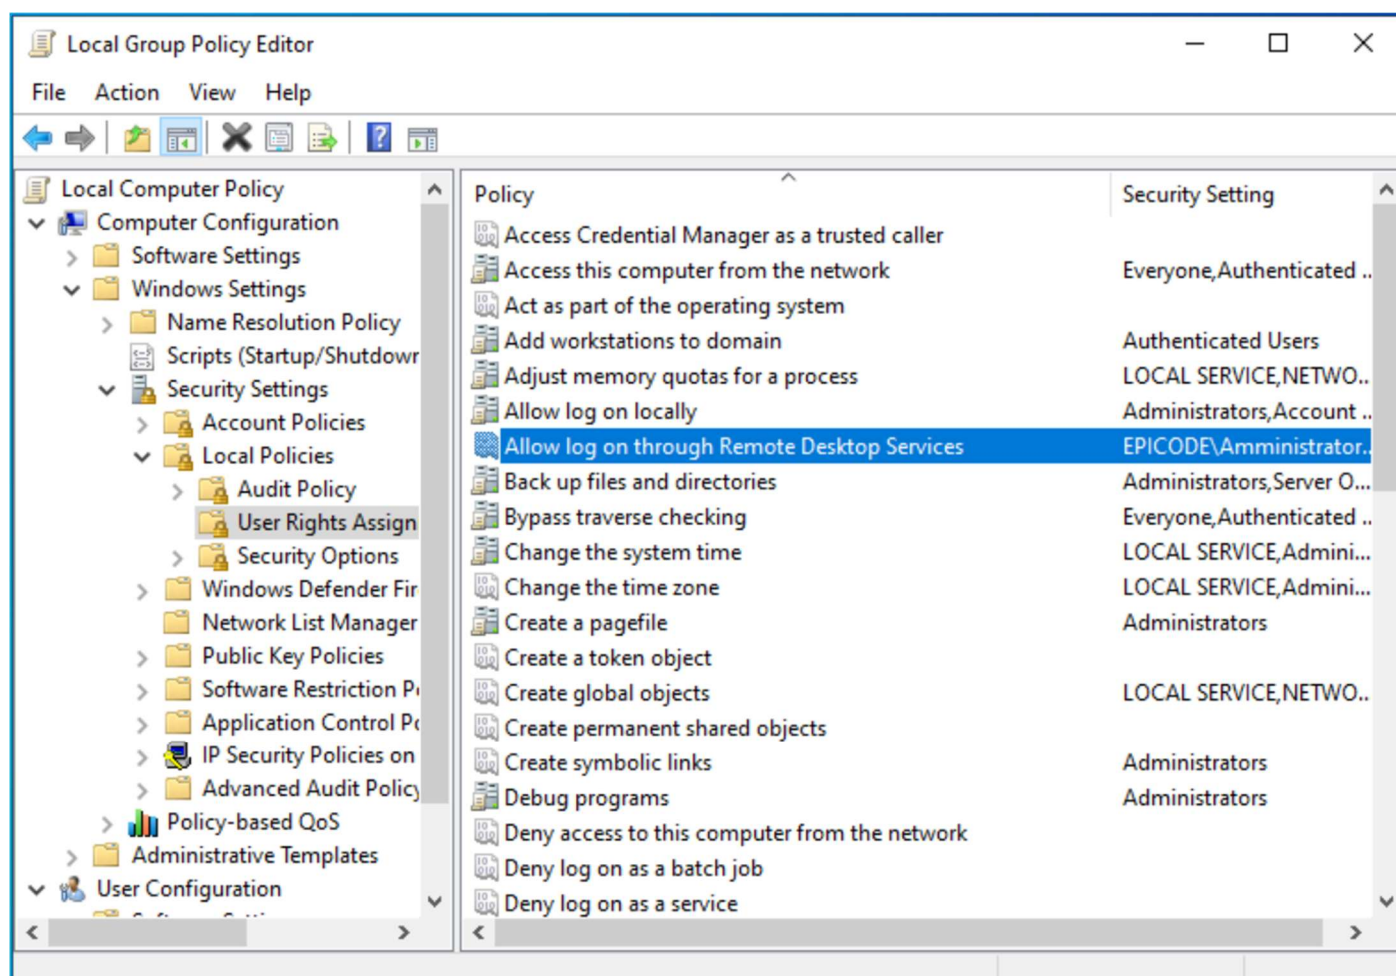 Local Group Policy Editor
File Action View Help
Local Computer Policy
Computer Configuration
Software Settings
Windows Settings
Name Resolution Policy
Scripts (Startup/Shutdowr
Security Settings
Account Policies
Local Policies
Audit Policy
User Rights Assign
Security Options
Windows Defender Fir
Network List Manager
Public Key Policies
Software Restriction P
Application Control P
IP Security Policies on
Advanced Audit Policy
Policy-based QoS
Administrative Templates
User Configuration
Policy Security Setting
Access Credential Manager as a trusted caller
Access this computer from the network Everyone,Authenticated ..
Act as part of the operating system
Add workstations to domain Authenticated Users
Adjust memory quotas for a process LOCAL SERVICE,NETWO..
Allow log on locally Administrators,Account ..
Allow log on through Remote Desktop Services EPICODE\Amministrator..
Back up files and directories Administrators,Server O...
Bypass traverse checking Everyone,Authenticated ..
Change the system time LOCAL SERVICE,Admini...
Change the time zone LOCAL SERVICE,Admini...
Create a pagefile Administrators
Create a token object
Create global objects LOCAL SERVICE,NETWO..
Create permanent shared objects
Create symbolic links Administrators
Debug programs Administrators
Deny access to this computer from the network
Deny log on as a batch job
Deny log on as a service